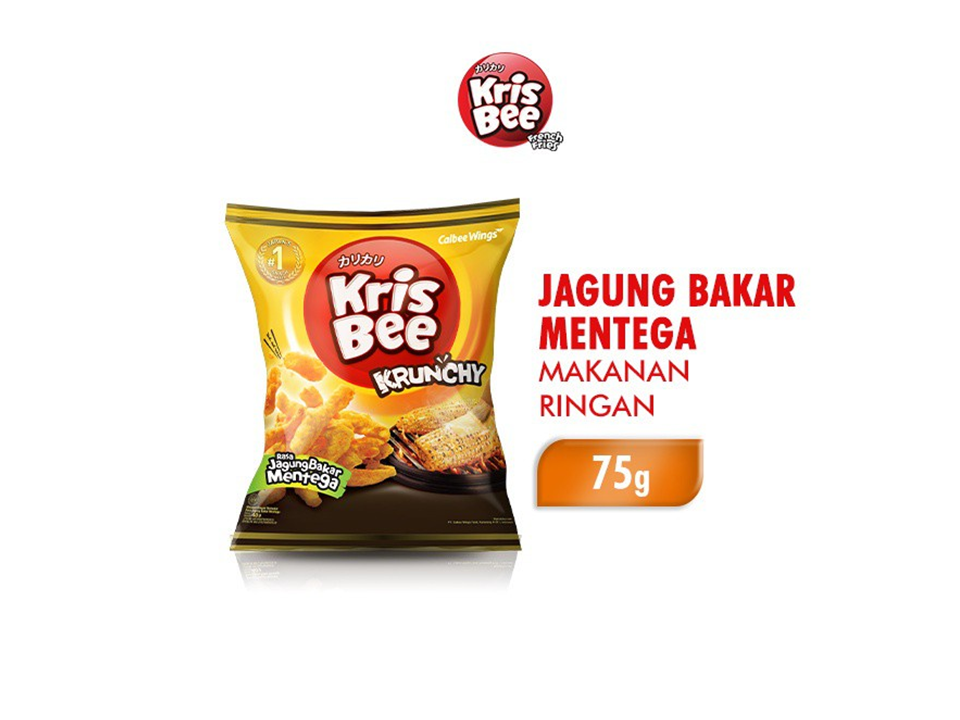 カリカリ
Kris
Bee
French
Fries
Calbee Wings
#1
カリカリ
Kris
Bee
KRUNCHY
Rasa
Jagung Bakar
Mentega
JAGUNG BAKAR
MENTEGA
MAKANAN
RINGAN
75g